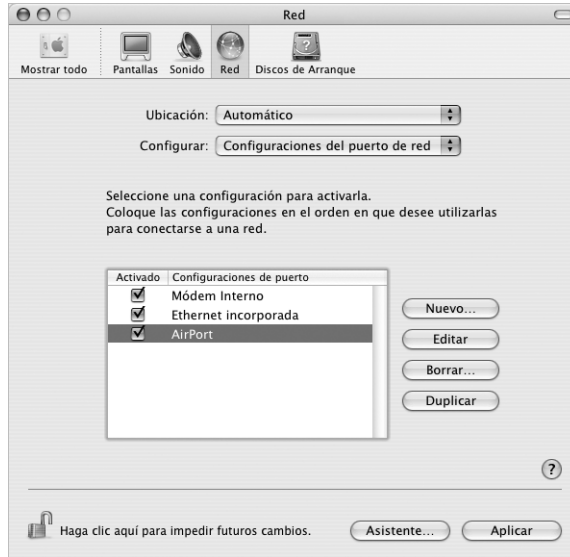 Red
Mostrar todo
Pantallas
Sonido
Red
Discos de Arranque
Ubicación: Automático
Configurar: Configuraciones del puerto de red
Seleccione una configuración para activarla.
Coloque las configuraciones en el orden en que desee utilizarlas
para conectarse a una red.
Activado Configuraciones de puerto
Módem Interno
Ethernet incorporada
AirPort
Nuevo...
Editar
Borrar...
Duplicar
?
Haga clic aquí para impedir futuros cambios.
Asistente...
Aplicar